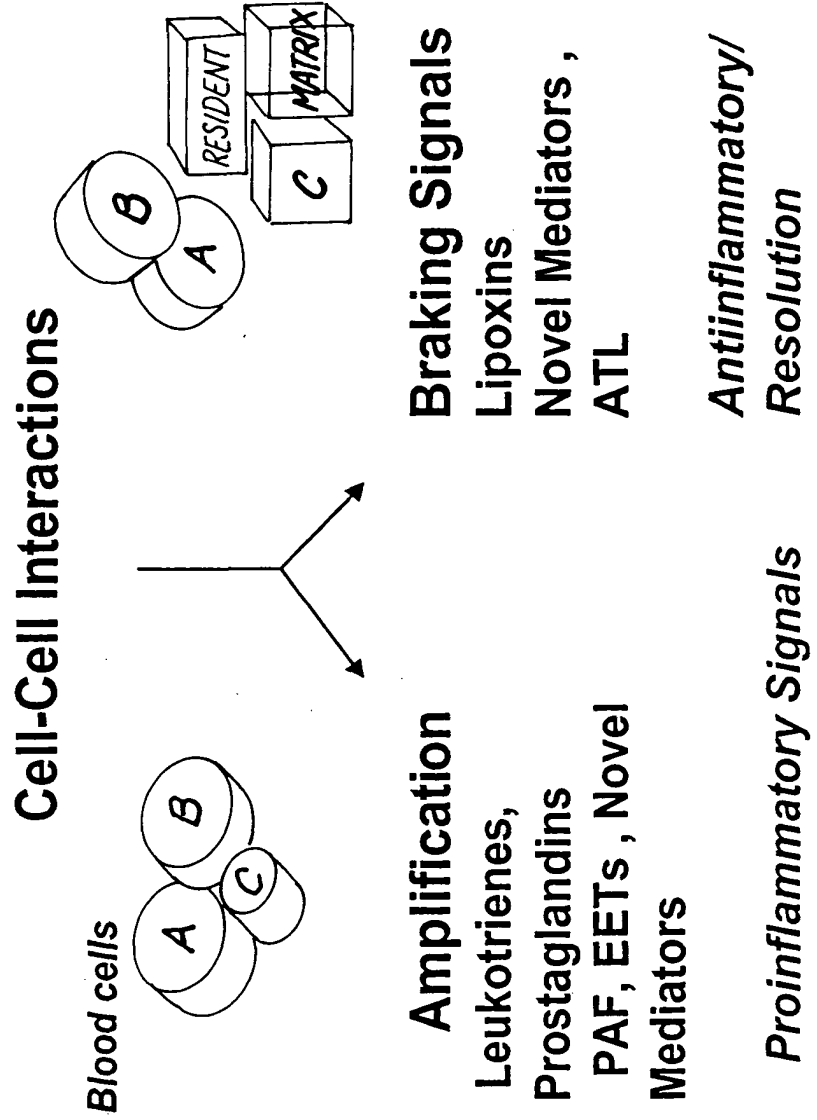 Cell-Cell Interactions
Blood cells
A
B
C
B
A
RESIDENT
C
MATRIX
Amplification
Leukotrienes,
Prostaglandins
PAF, EETs , Novel
Mediators
Proinflammatory Signals
Braking Signals
Lipoxins
Novel Mediators ,
ATL
Antiinflammatory/
Resolution